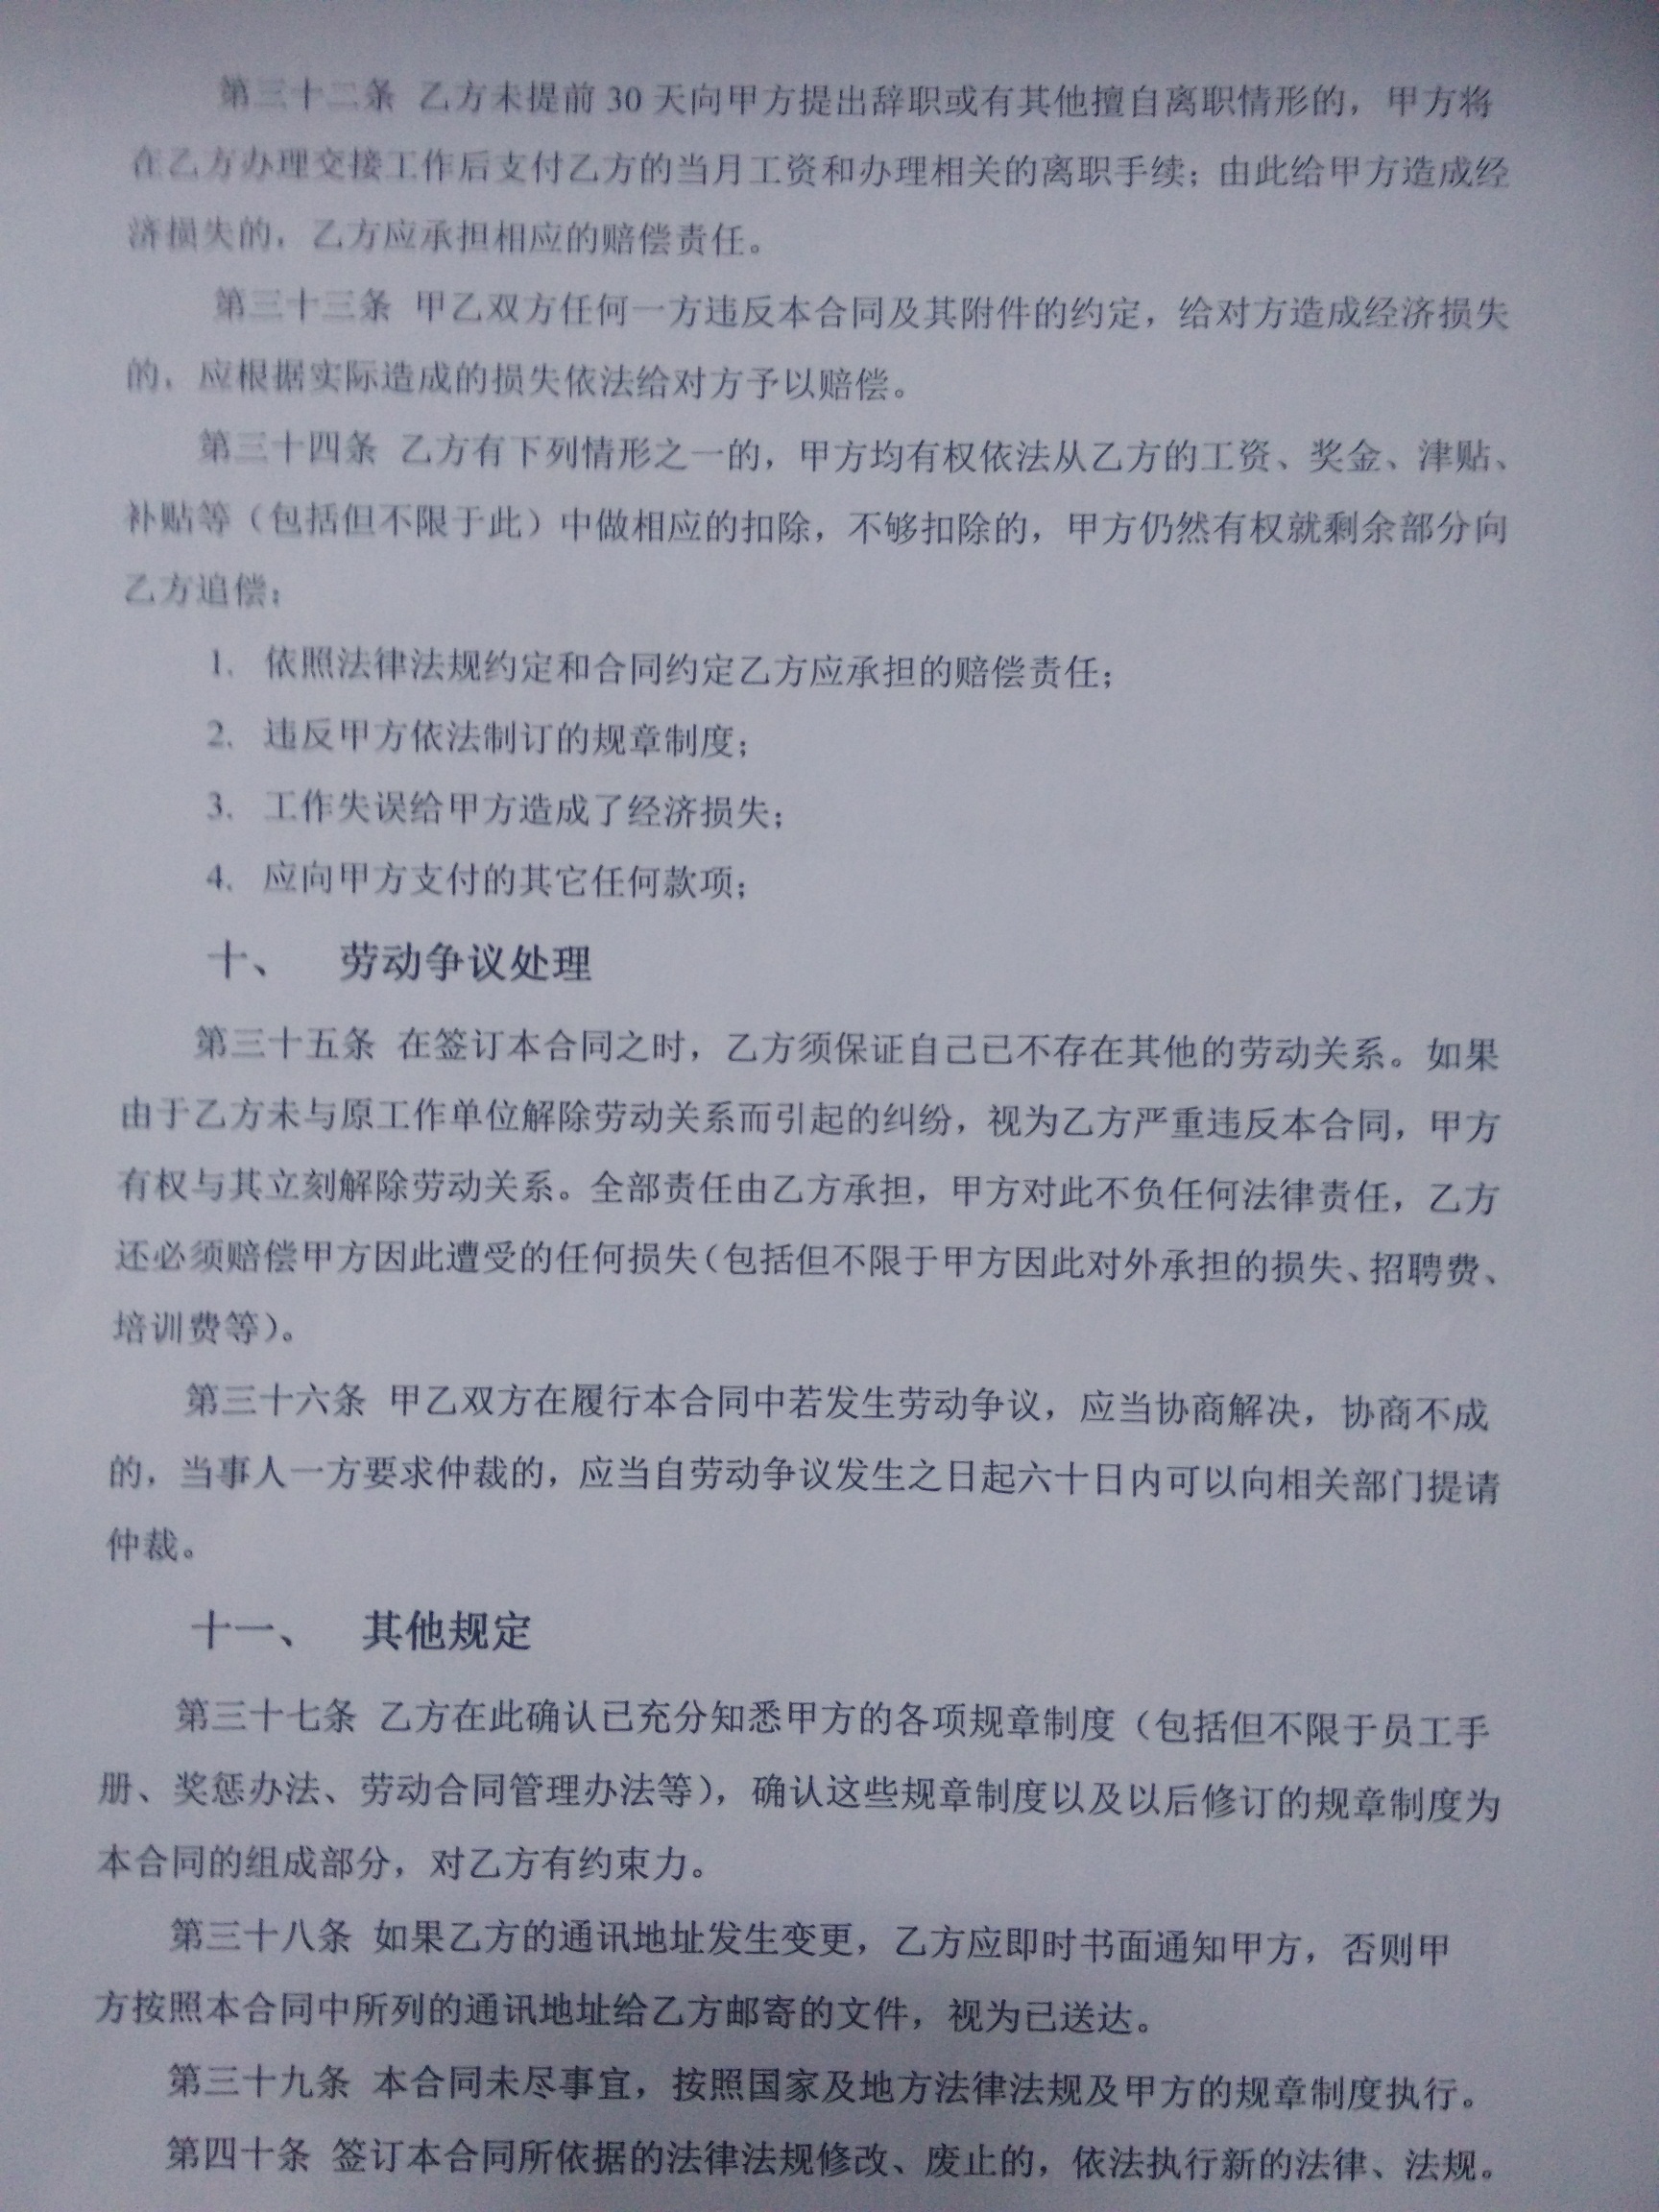 第三十二条 乙方未提前 30 天向甲方提出辞职或有其他擅自离职情形的，甲方将
在乙方办理交接工作后支付乙方的当月工资和办理相关的离职手续；由此给甲方造成经
济损失的，乙方应承担相应的赔偿责任。
第三十三条 甲乙双方任何一方违反本合同及其附件的约定，给对方造成经济损失
的，应根据实际造成的损失依法给对方予以赔偿。
第三十四条 乙方有下列情形之一的，甲方均有权依法从乙方的工资、奖金、津贴、
补贴等（包括但不限于此）中做相应的扣除，不够扣除的，甲方仍然有权就剩余部分向
乙方追偿：
1. 依照法律法规约定和合同约定乙方应承担的赔偿责任；
2. 违反甲方依法制订的规章制度；
3. 工作失误给甲方造成了经济损失；
4. 应向甲方支付的其它任何款项；
十、 劳动争议处理
第三十五条 在签订本合同之时，乙方须保证自己已不存在其他的劳动关系。如果
由于乙方未与原工作单位解除劳动关系而引起的纠纷，视为乙方严重违反本合同，甲方
有权与其立刻解除劳动关系。全部责任由乙方承担，甲方对此不负任何法律责任，乙方
还必须赔偿甲方因此遭受的任何损失（包括但不限于甲方因此对外承担的损失、招聘费、
培训费等）。
第三十六条 甲乙双方在履行本合同中若发生劳动争议，应当协商解决，协商不成
的，当事人一方要求仲裁的，应当自劳动争议发生之日起六十日内可以向相关部门提请
仲裁。
十一、 其他规定
第三十七条 乙方在此确认已充分知悉甲方的各项规章制度（包括但不限于员工手
册、奖惩办法、劳动合同管理办法等），确认这些规章制度以及以后修订的规章制度为
本合同的组成部分，对乙方有约束力。
第三十八条 如果乙方的通讯地址发生变更，乙方应即时书面通知甲方，否则甲
方按照本合同中所列的通讯地址给乙方邮寄的文件，视为已送达。
第三十九条 本合同未尽事宜，按照国家及地方法律法规及甲方的规章制度执行。
第四十条 签订本合同所依据的法律法规修改、废止的，依法执行新的法律、法规。